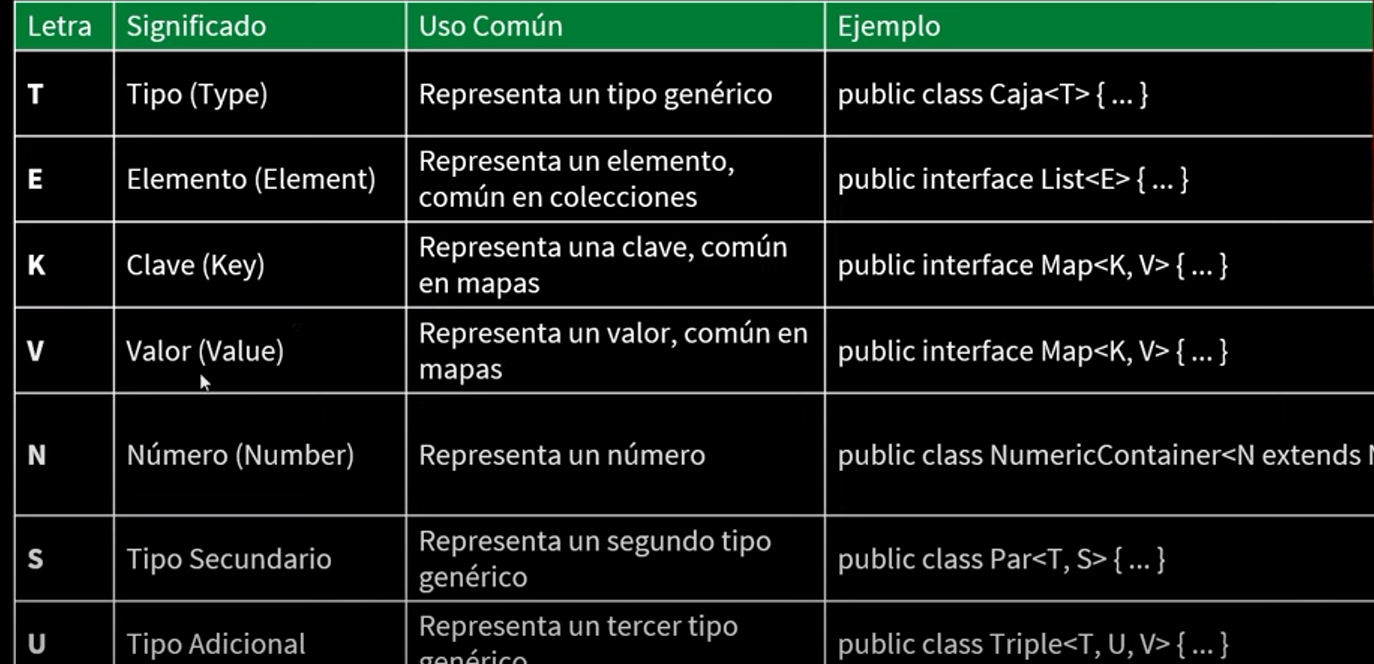 Letra Significado Uso Común Ejemplo
T Tipo (Type) Representa un tipo genérico public class Caja<T> { ... }
E Elemento (Element) Representa un elemento, public interface List<E> { ... }
común en colecciones
K Clave (Key) Representa una clave, común public interface Map<K, V> { ... }
en mapas
V Valor (Value) Representa un valor, común en public interface Map<K, V> { ... }
mapas
N Número (Number) Representa un número public class NumericContainer<N extends
S Tipo Secundario Representa un segundo tipo public class Par<T, S> { ... }
genérico
U Tipo Adicional Representa un tercer tipo public class Triple<T, U, V> { ... }
genérico